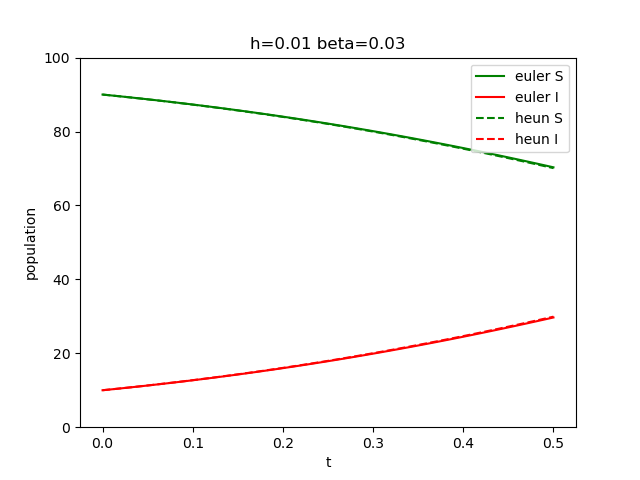 h=0.01 beta=0.03
100
80
60
40
20
0
population
euler S
euler I
heun S
heun I
0.0 0.1 0.2 0.3 0.4 0.5
t